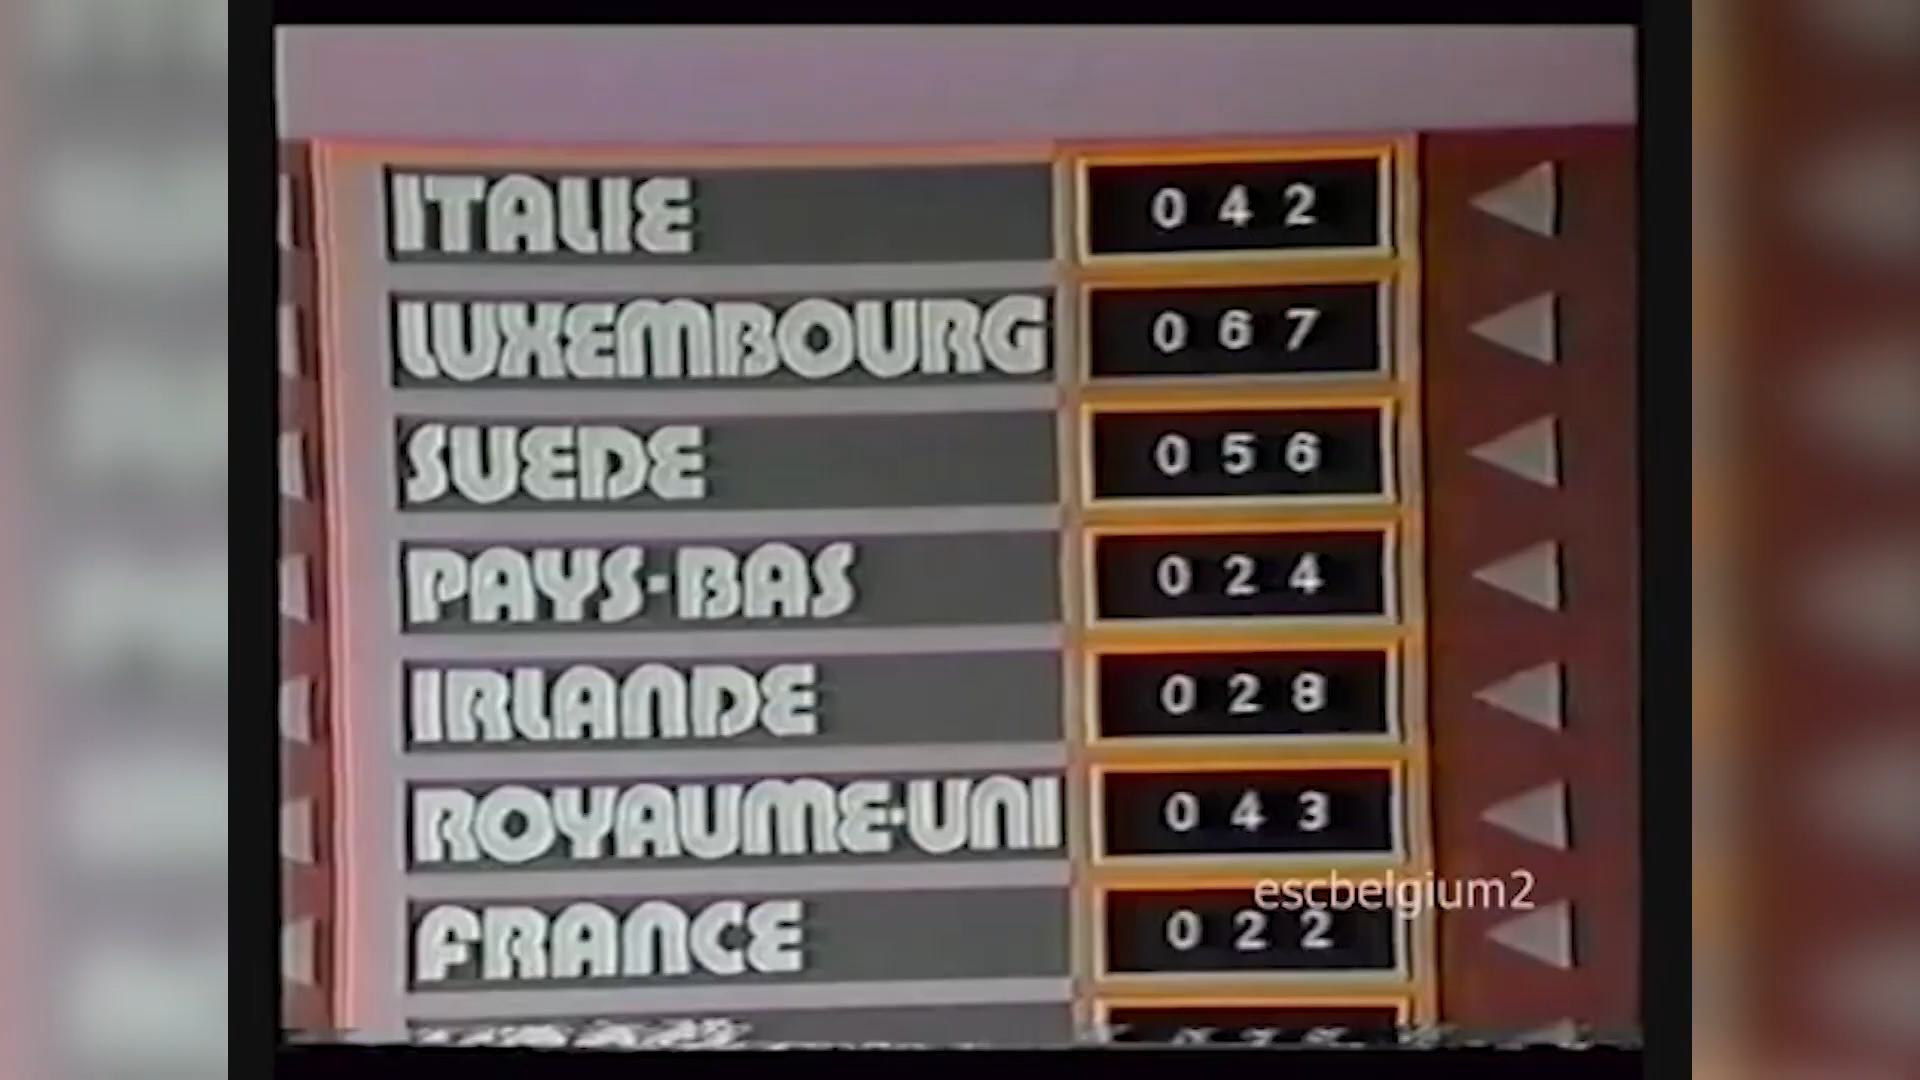 ITALIE 042
LUXEMBOURG 067
SUEDE 056
PAYS-BAS 024
IRLANDE 028
ROYAUME-UNI 043
escbelgium2
FRANCE 022